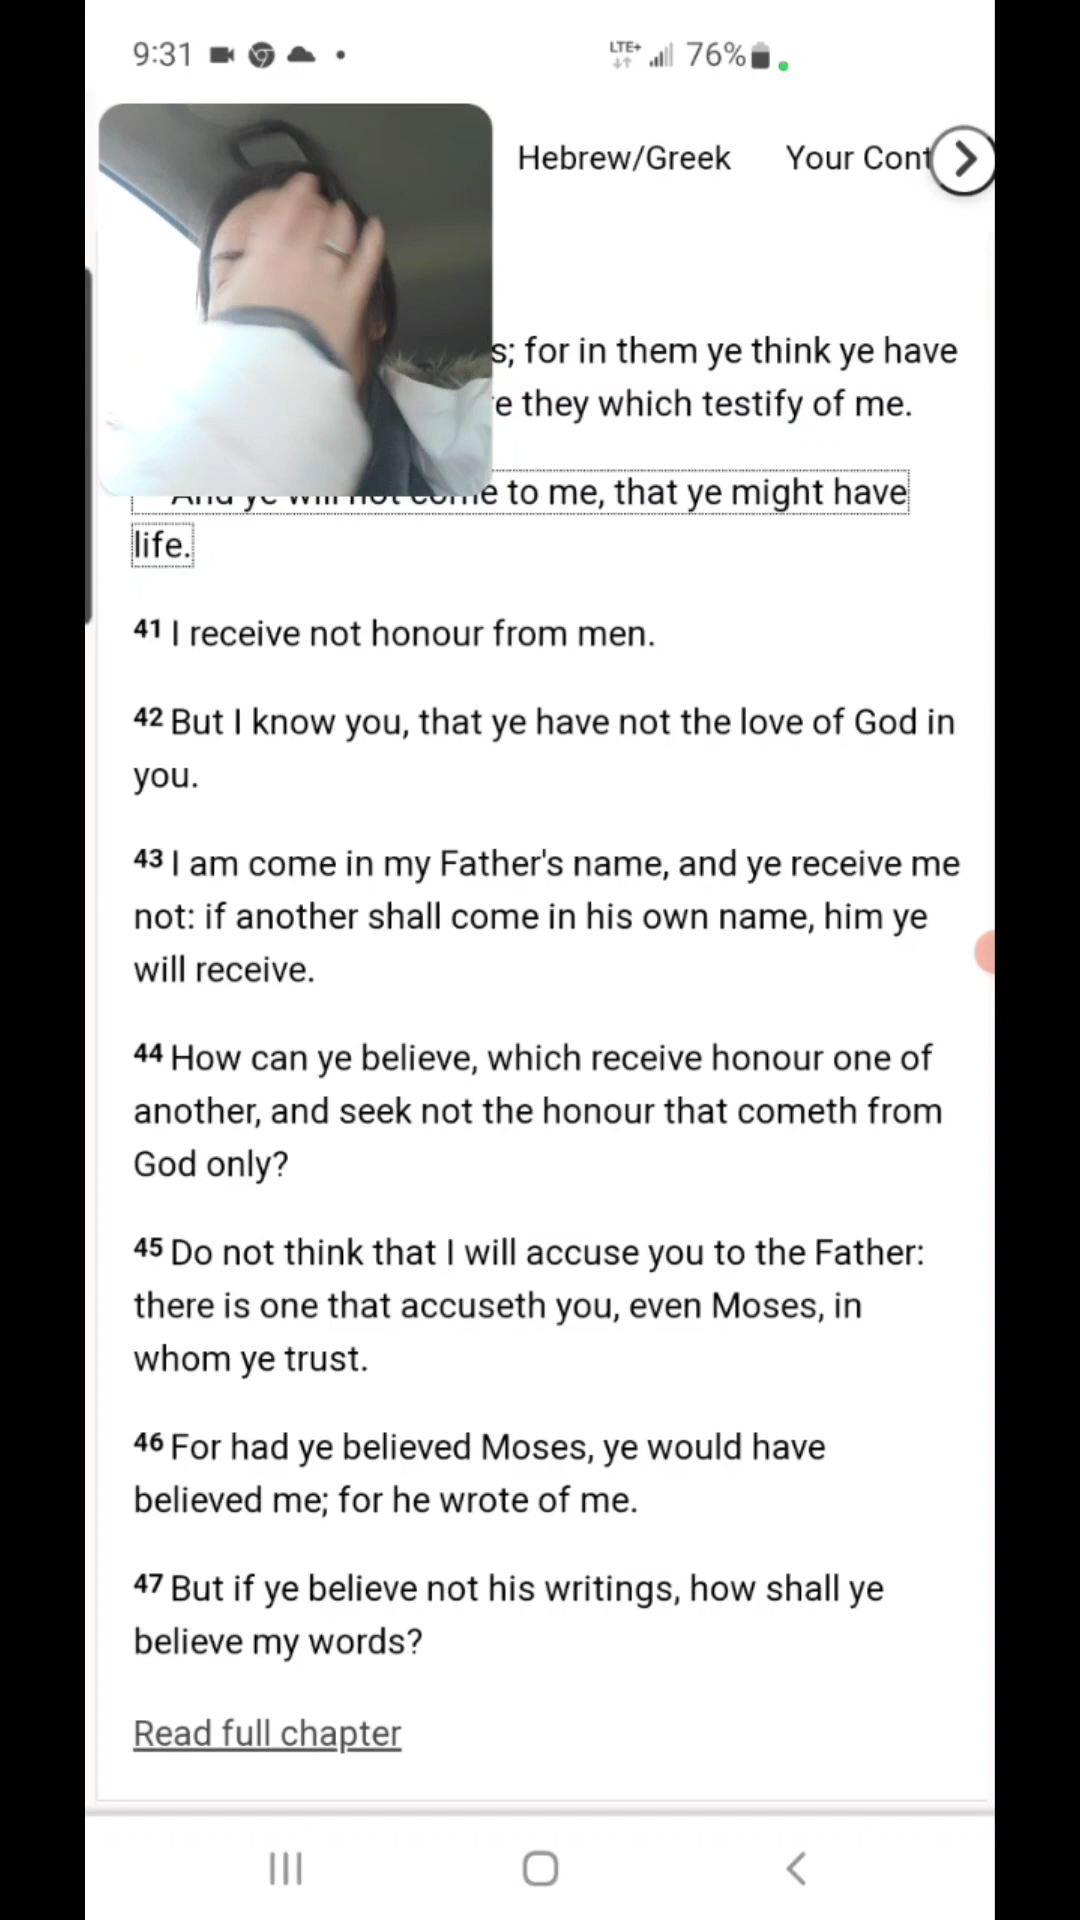 9:31 LTE+ 76%
Hebrew/Greek Your Cont
s; for in them ye think ye have
e they which testify of me.
And ye will not come to me, that ye might have
life.
41 I receive not honour from men.
42 But I know you, that ye have not the love of God in
you.
43 I am come in my Father's name, and ye receive me
not: if another shall come in his own name, him ye
will receive.
44 How can ye believe, which receive honour one of
another, and seek not the honour that cometh from
God only?
45 Do not think that I will accuse you to the Father:
there is one that accuseth you, even Moses, in
whom ye trust.
46 For had ye believed Moses, ye would have
believed me; for he wrote of me.
47 But if ye believe not his writings, how shall ye
believe my words?
Read full chapter